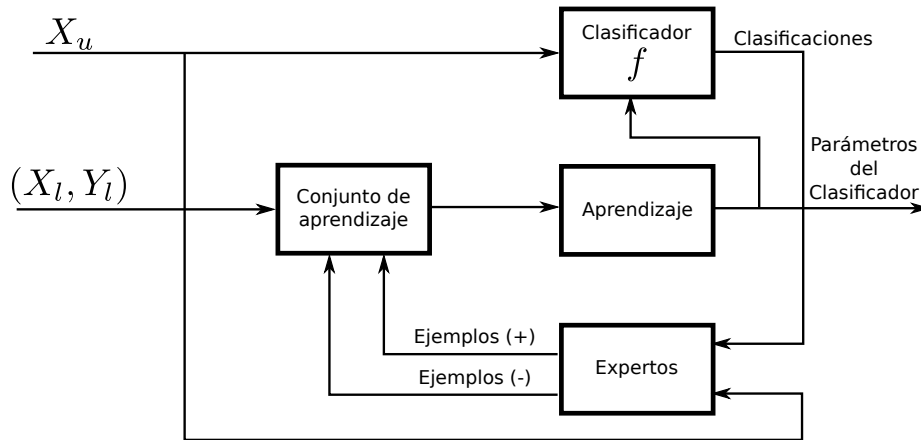 X_u
Clasificador
f
Clasificaciones
(X_l, Y_l)
Conjunto de
aprendizaje
Aprendizaje
Parámetros
del
Clasificador
Ejemplos (+)
Ejemplos (-)
Expertos